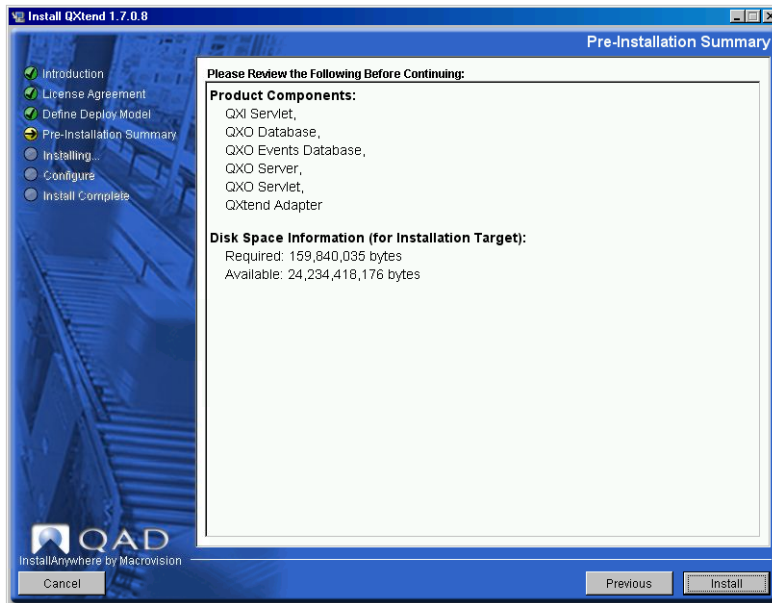 Install QXtend 1.7.0.8
Pre-Installation Summary
Introduction
License Agreement
Define Deploy Model
Pre-Installation Summary
Installing...
Configure
Install Complete
Please Review the Following Before Continuing:
Product Components:
QXI Servlet,
QXO Database,
QXO Events Database,
QXO Server,
QXO Servlet,
QXtend Adapter
Disk Space Information (for Installation Target):
Required: 159,840,035 bytes
Available: 24,234,418,176 bytes
QAD
InstallAnywhere by Macrovision
Cancel
Previous
Install